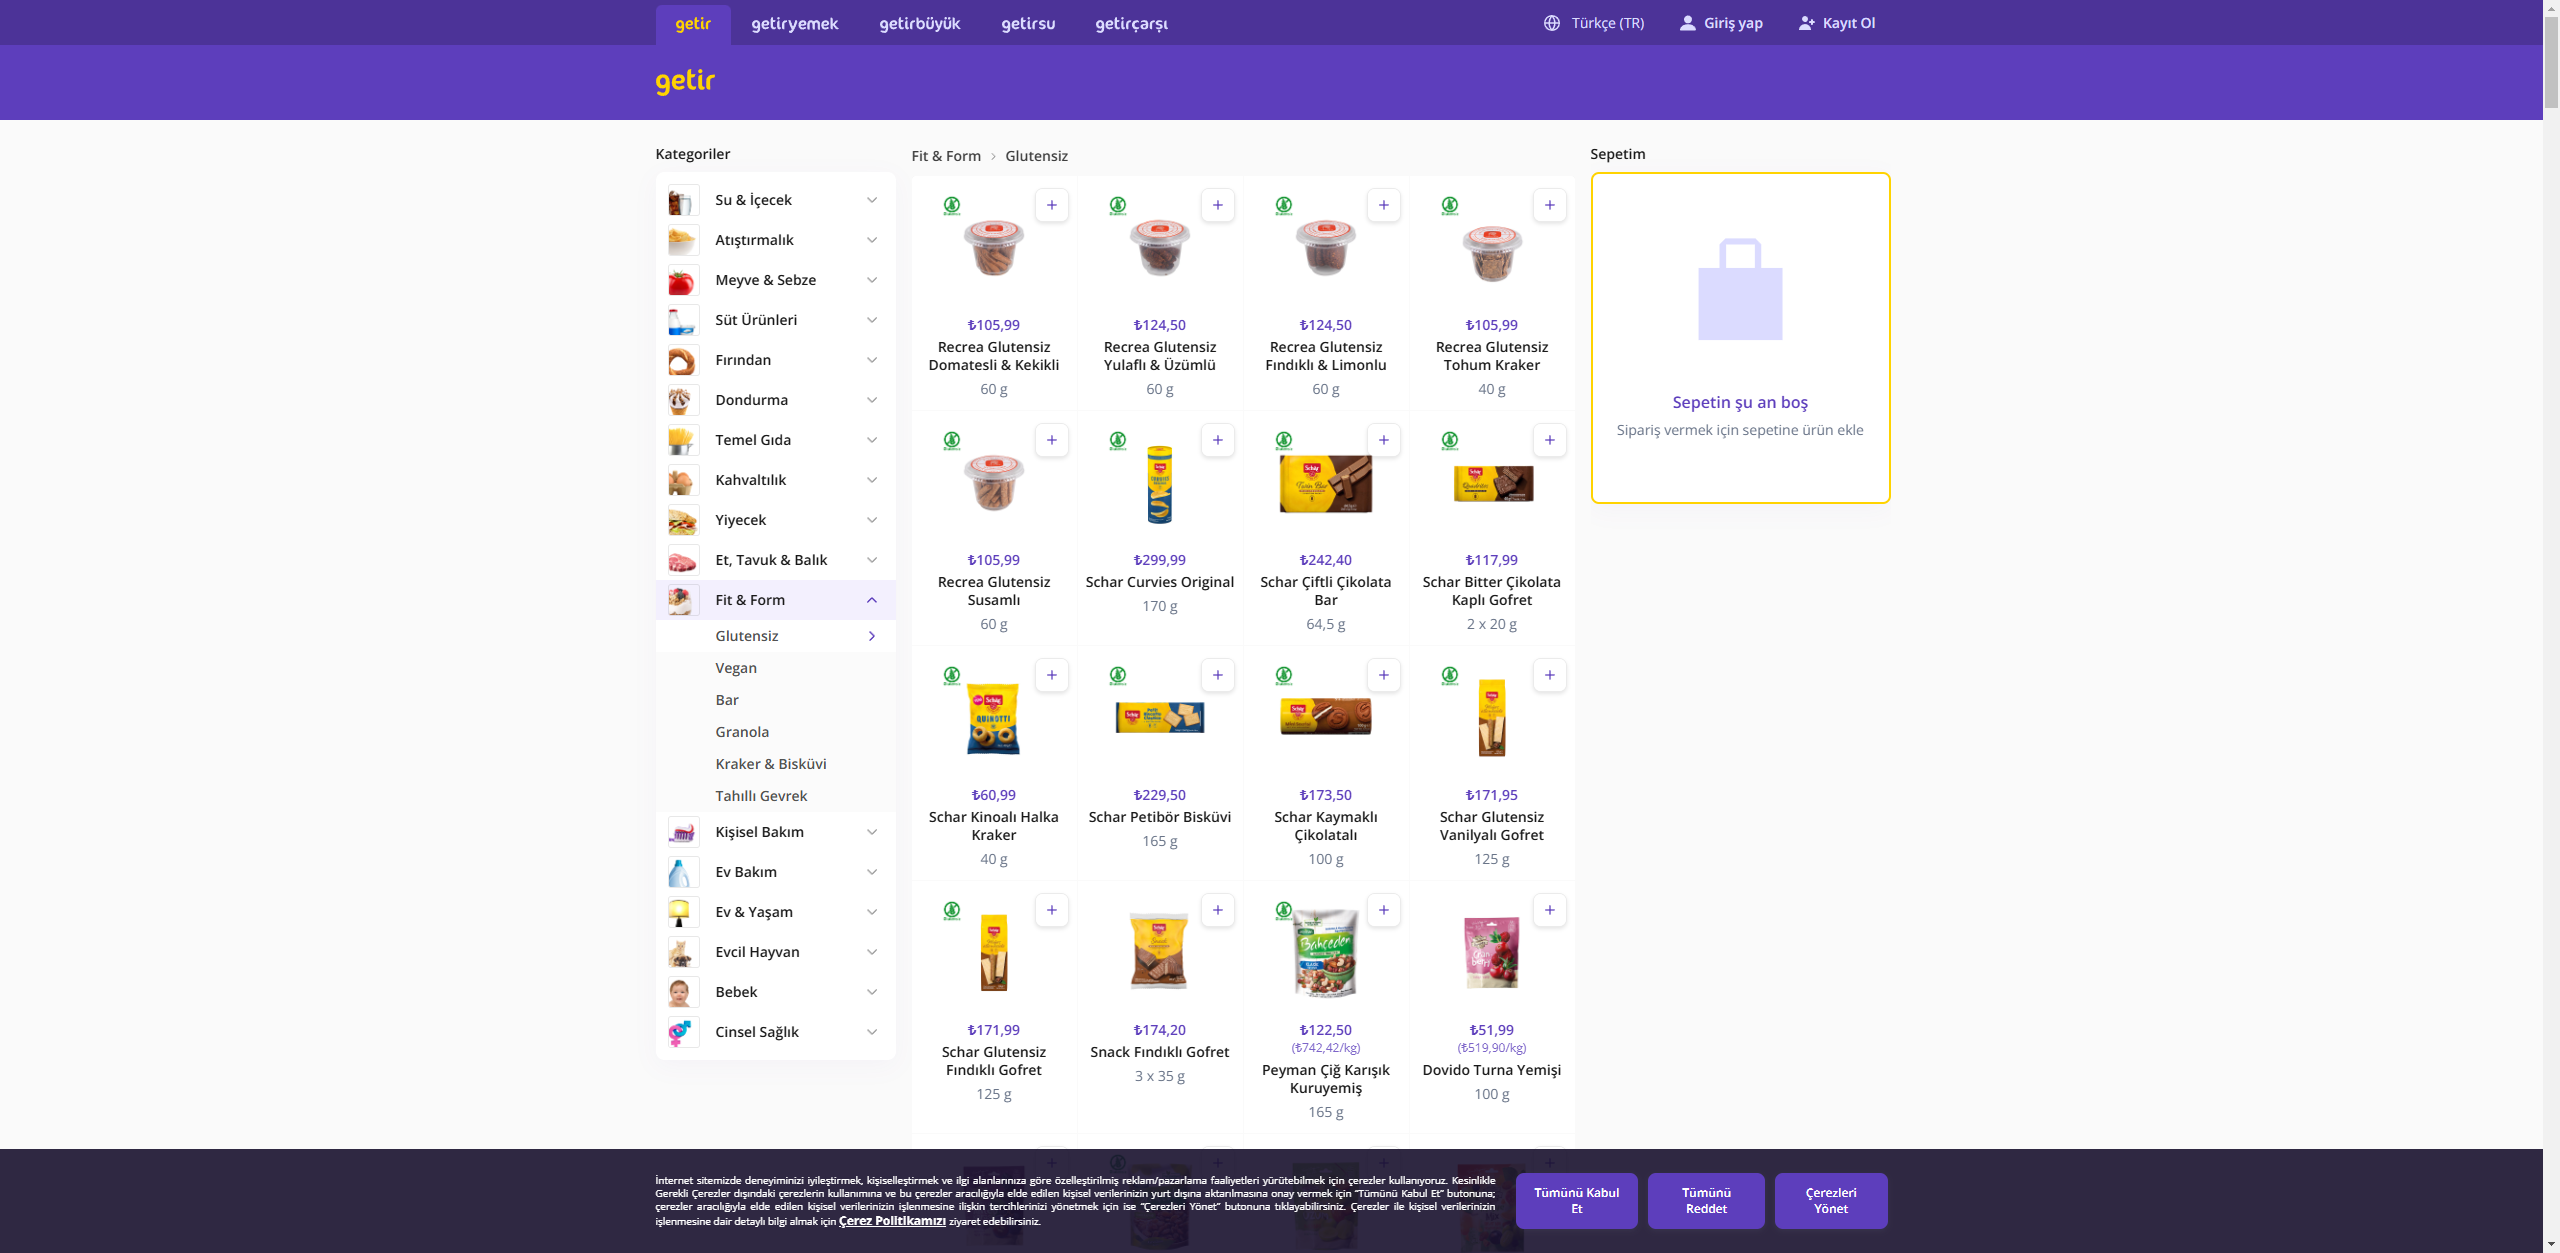 getir
getiryemek
getirbüyük
getirsu
getirçarşı
Türkçe (TR)
Giriş yap
Kayıt Ol
getir
Kategoriler
Su & İçecek
Atıştırmalık
Meyve & Sebze
Süt Ürünleri
Fırından
Dondurma
Temel Gıda
Kahvaltılık
Yiyecek
Et, Tavuk & Balık
Fit & Form
Glutensiz
Vegan
Bar
Granola
Kraker & Bisküvi
Tahıllı Gevrek
Kişisel Bakım
Ev Bakım
Ev & Yaşam
Evcil Hayvan
Bebek
Cinsel Sağlık
Fit & Form > Glutensiz
₺105,99
Recrea Glutensiz
Domatesli & Kekikli
60 g
₺124,50
Recrea Glutensiz
Yulaflı & Üzümlü
60 g
₺124,50
Recrea Glutensiz
Fındıklı & Limonlu
60 g
₺105,99
Recrea Glutensiz
Tohum Kraker
40 g
₺105,99
Recrea Glutensiz
Susamlı
60 g
₺299,99
Schar Curvies Original
170 g
₺242,40
Schar Çiftli Çikolata
Bar
64,5 g
₺117,99
Schar Bitter Çikolata
Kaplı Gofret
2 x 20 g
₺60,99
Schar Kinoalı Halka
Kraker
40 g
₺229,50
Schar Petibör Bisküvi
165 g
₺173,50
Schar Kaymaklı
Çikolatalı
100 g
₺171,95
Schar Glutensiz
Vanilyalı Gofret
125 g
₺171,99
Schar Glutensiz
Fındıklı Gofret
125 g
₺174,20
Snack Fındıklı Gofret
3 x 35 g
₺122,50
(₺742,42/kg)
Peyman Çiğ Karışık
Kuruyemiş
165 g
₺51,99
(₺519,90/kg)
Dovido Turna Yemişi
100 g
Sepetim
Sepetin şu an boş
Sipariş vermek için sepetine ürün ekle
İnternet sitemizde deneyiminizi iyileştirmek, kişiselleştirmek ve ilgi alanlarınıza göre özelleştirilmiş reklam/pazarlama faaliyetleri yürütebilmek için çerezler kullanıyoruz. Kesinlikle
Gerekli Çerezler dışındaki çerezlerin kullanımına ve bu çerezler aracılığıyla elde edilen kişisel verilerinizin yurt dışına aktarılmasına onay vermek için “Tümünü Kabul Et” butonuna;
çerezler aracılığıyla elde edilen kişisel verilerinizin işlenmesine ilişkin tercihlerinizi yönetmek için ise “Çerezleri Yönet” butonuna tıklayabilirsiniz. Çerezler ile kişisel verilerinizin
işlenmesine dair detaylı bilgi almak için Çerez Politikamızı ziyaret edebilirsiniz.
Tümünü Kabul
Et
Tümünü
Reddet
Çerezleri
Yönet